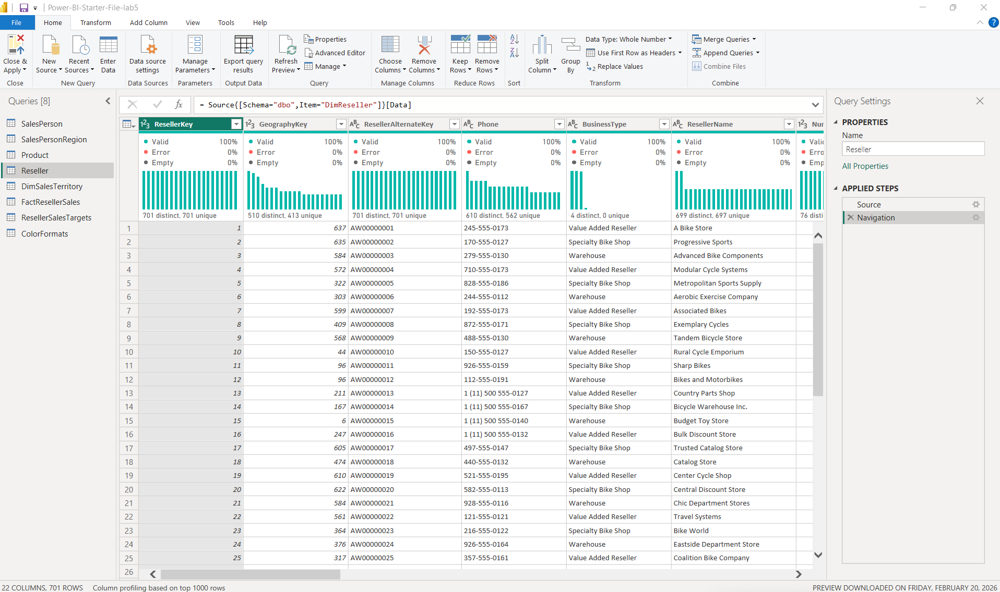 Power-BI-Starter-File-lab5
File Home Transform Add Column View Tools Help
Close & Apply
New Source
Recent Sources
Enter Data
Data source settings
Manage Parameters
Export query results
Refresh Preview
Properties
Advanced Editor
Manage
Choose Columns
Remove Columns
Keep Rows
Remove Rows
Split Column
Group By
Data Type: Whole Number
Use First Row as Headers
Replace Values
Merge Queries
Append Queries
Combine Files
Close New Query Data Sources Parameters Output Data Query Manage Columns Reduce Rows Sort Transform Combine
Queries [8]
SalesPerson
SalesPersonRegion
Product
Reseller
DimSalesTerritory
FactResellerSales
ResellerSalesTargets
ColorFormats
fx = Source{[Schema="dbo",Item="DimReseller"]}[Data]
ResellerKey GeographyKey ResellerAlternateKey Phone BusinessType ResellerName Nur
Valid 100% Valid 100% Valid 100% Valid 100% Valid 100% Valid 100%
Error 0% Error 0% Error 0% Error 0% Error 0% Error 0% Erro
Empty 0% Empty 0% Empty 0% Empty 0% Empty 0% Empty 0% Emp
701 distinct, 701 unique 510 distinct, 413 unique 701 distinct, 701 unique 610 distinct, 562 unique 4 distinct, 0 unique 699 distinct, 697 unique 76 disti
1 1 637 AW00000001 245-555-0173 Value Added Reseller A Bike Store
2 2 635 AW00000002 170-555-0127 Specialty Bike Shop Progressive Sports
3 3 584 AW00000003 279-555-0130 Warehouse Advanced Bike Components
4 4 572 AW00000004 710-555-0173 Value Added Reseller Modular Cycle Systems
5 5 322 AW00000005 828-555-0186 Specialty Bike Shop Metropolitan Sports Supply
6 6 303 AW00000006 244-555-0112 Warehouse Aerobic Exercise Company
7 7 599 AW00000007 192-555-0173 Value Added Reseller Associated Bikes
8 8 409 AW00000008 872-555-0171 Specialty Bike Shop Exemplary Cycles
9 9 568 AW00000009 488-555-0130 Warehouse Tandem Bicycle Store
10 10 44 AW00000010 150-555-0127 Value Added Reseller Rural Cycle Emporium
11 11 96 AW00000011 926-555-0159 Specialty Bike Shop Sharp Bikes
12 12 96 AW00000012 112-555-0191 Warehouse Bikes and Motorbikes
13 13 211 AW00000013 1 (11) 500 555-0127 Value Added Reseller Country Parts Shop
14 14 167 AW00000014 1 (11) 500 555-0167 Specialty Bike Shop Bicycle Warehouse Inc.
15 15 6 AW00000015 1 (11) 500 555-0140 Warehouse Budget Toy Store
16 16 247 AW00000016 1 (11) 500 555-0132 Value Added Reseller Bulk Discount Store
17 17 605 AW00000017 497-555-0147 Specialty Bike Shop Trusted Catalog Store
18 18 474 AW00000018 440-555-0132 Warehouse Catalog Store
19 19 610 AW00000019 521-555-0195 Value Added Reseller Center Cycle Shop
20 20 622 AW00000020 582-555-0113 Specialty Bike Shop Central Discount Store
21 21 584 AW00000021 928-555-0116 Warehouse Chic Department Stores
22 22 561 AW00000022 121-555-0121 Value Added Reseller Travel Systems
23 23 364 AW00000023 216-555-0122 Specialty Bike Shop Bike World
24 24 376 AW00000024 926-555-0164 Warehouse Eastside Department Store
25 25 317 AW00000025 357-555-0161 Value Added Reseller Coalition Bike Company
26
Query Settings
PROPERTIES
Name
Reseller
All Properties
APPLIED STEPS
Source
Navigation
22 COLUMNS, 701 ROWS Column profiling based on top 1000 rows PREVIEW DOWNLOADED ON FRIDAY, FEBRUARY 20, 2026